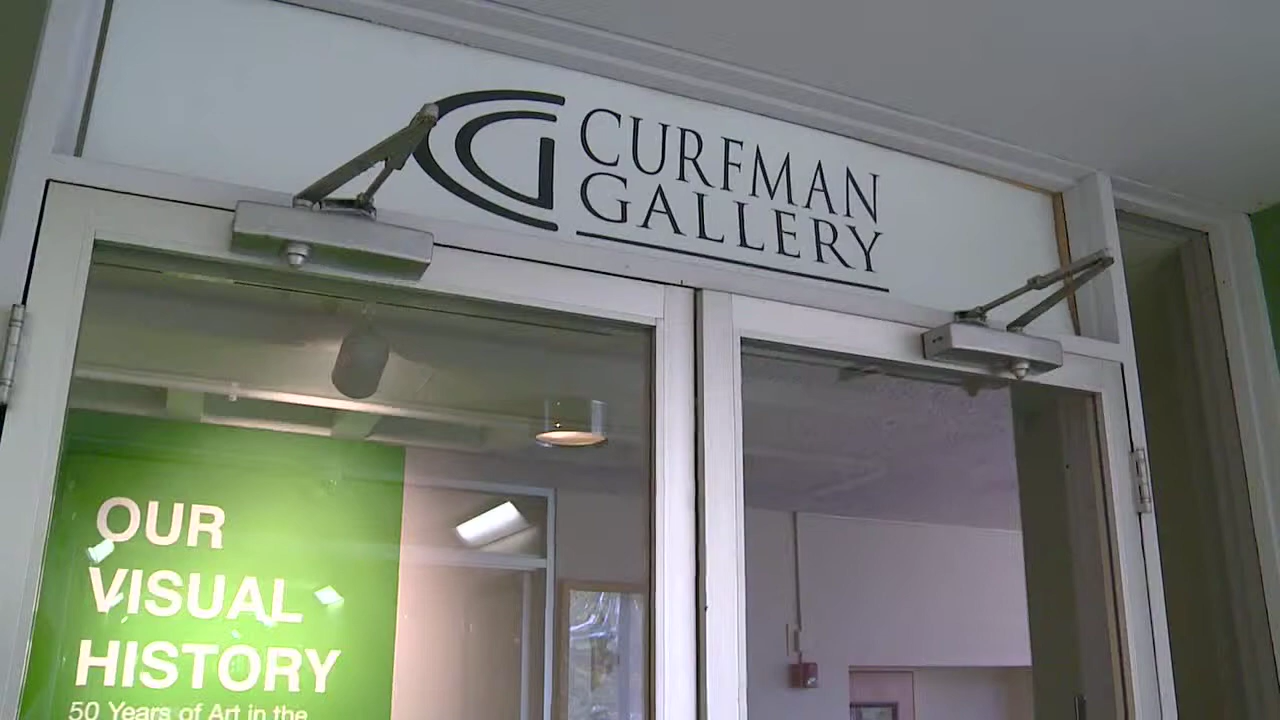 CURFMAN
GALLERY
OUR
VISUAL
HISTORY
50 Years of Art in the